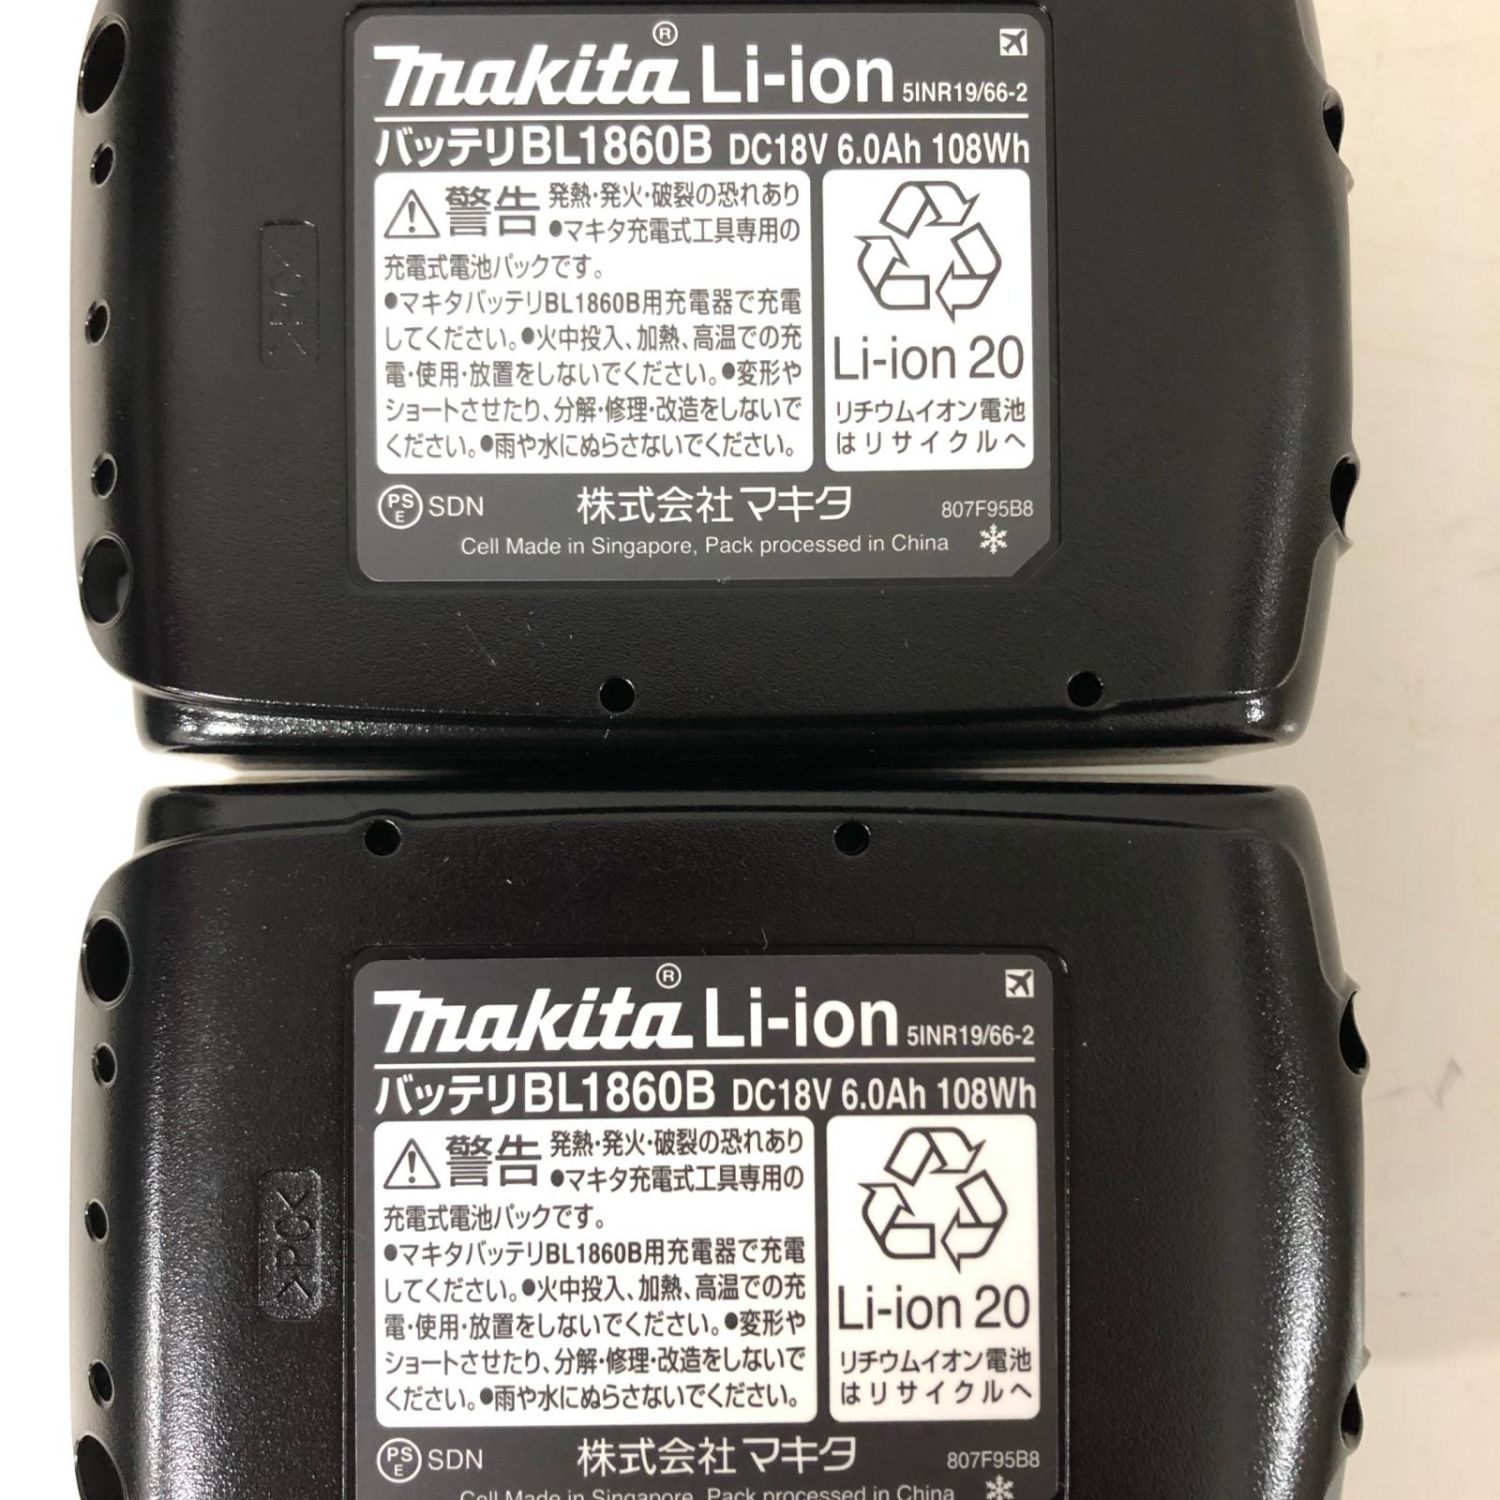 makita® Li-ion 5INR19/66-2
バッテリBL1860B DC18V 6.0Ah 108Wh
警告 発熱・発火・破裂の恐れあり
●マキタ充電式工具専用の
充電式電池パックです。
●マキタバッテリBL1860B用充電器で充電
してください。●火中投入、加熱、高温での充
電・使用・放置をしないでください。●変形や
ショートさせたり、分解・修理・改造をしないで
ください。●雨や水にぬらさないでください。
Li-ion 20
リチウムイオン電池
はリサイクルへ
PSE SDN 株式会社マキタ 807F95B8
Cell Made in Singapore, Pack processed in China
>PC<
makita® Li-ion 5INR19/66-2
バッテリBL1860B DC18V 6.0Ah 108Wh
警告 発熱・発火・破裂の恐れあり
●マキタ充電式工具専用の
充電式電池パックです。
●マキタバッテリBL1860B用充電器で充電
してください。●火中投入、加熱、高温での充
電・使用・放置をしないでください。●変形や
ショートさせたり、分解・修理・改造をしないで
ください。●雨や水にぬらさないでください。
Li-ion 20
リチウムイオン電池
はリサイクルへ
PSE SDN 株式会社マキタ 807F95B8
Cell Made in Singapore, Pack processed in China
>PC<